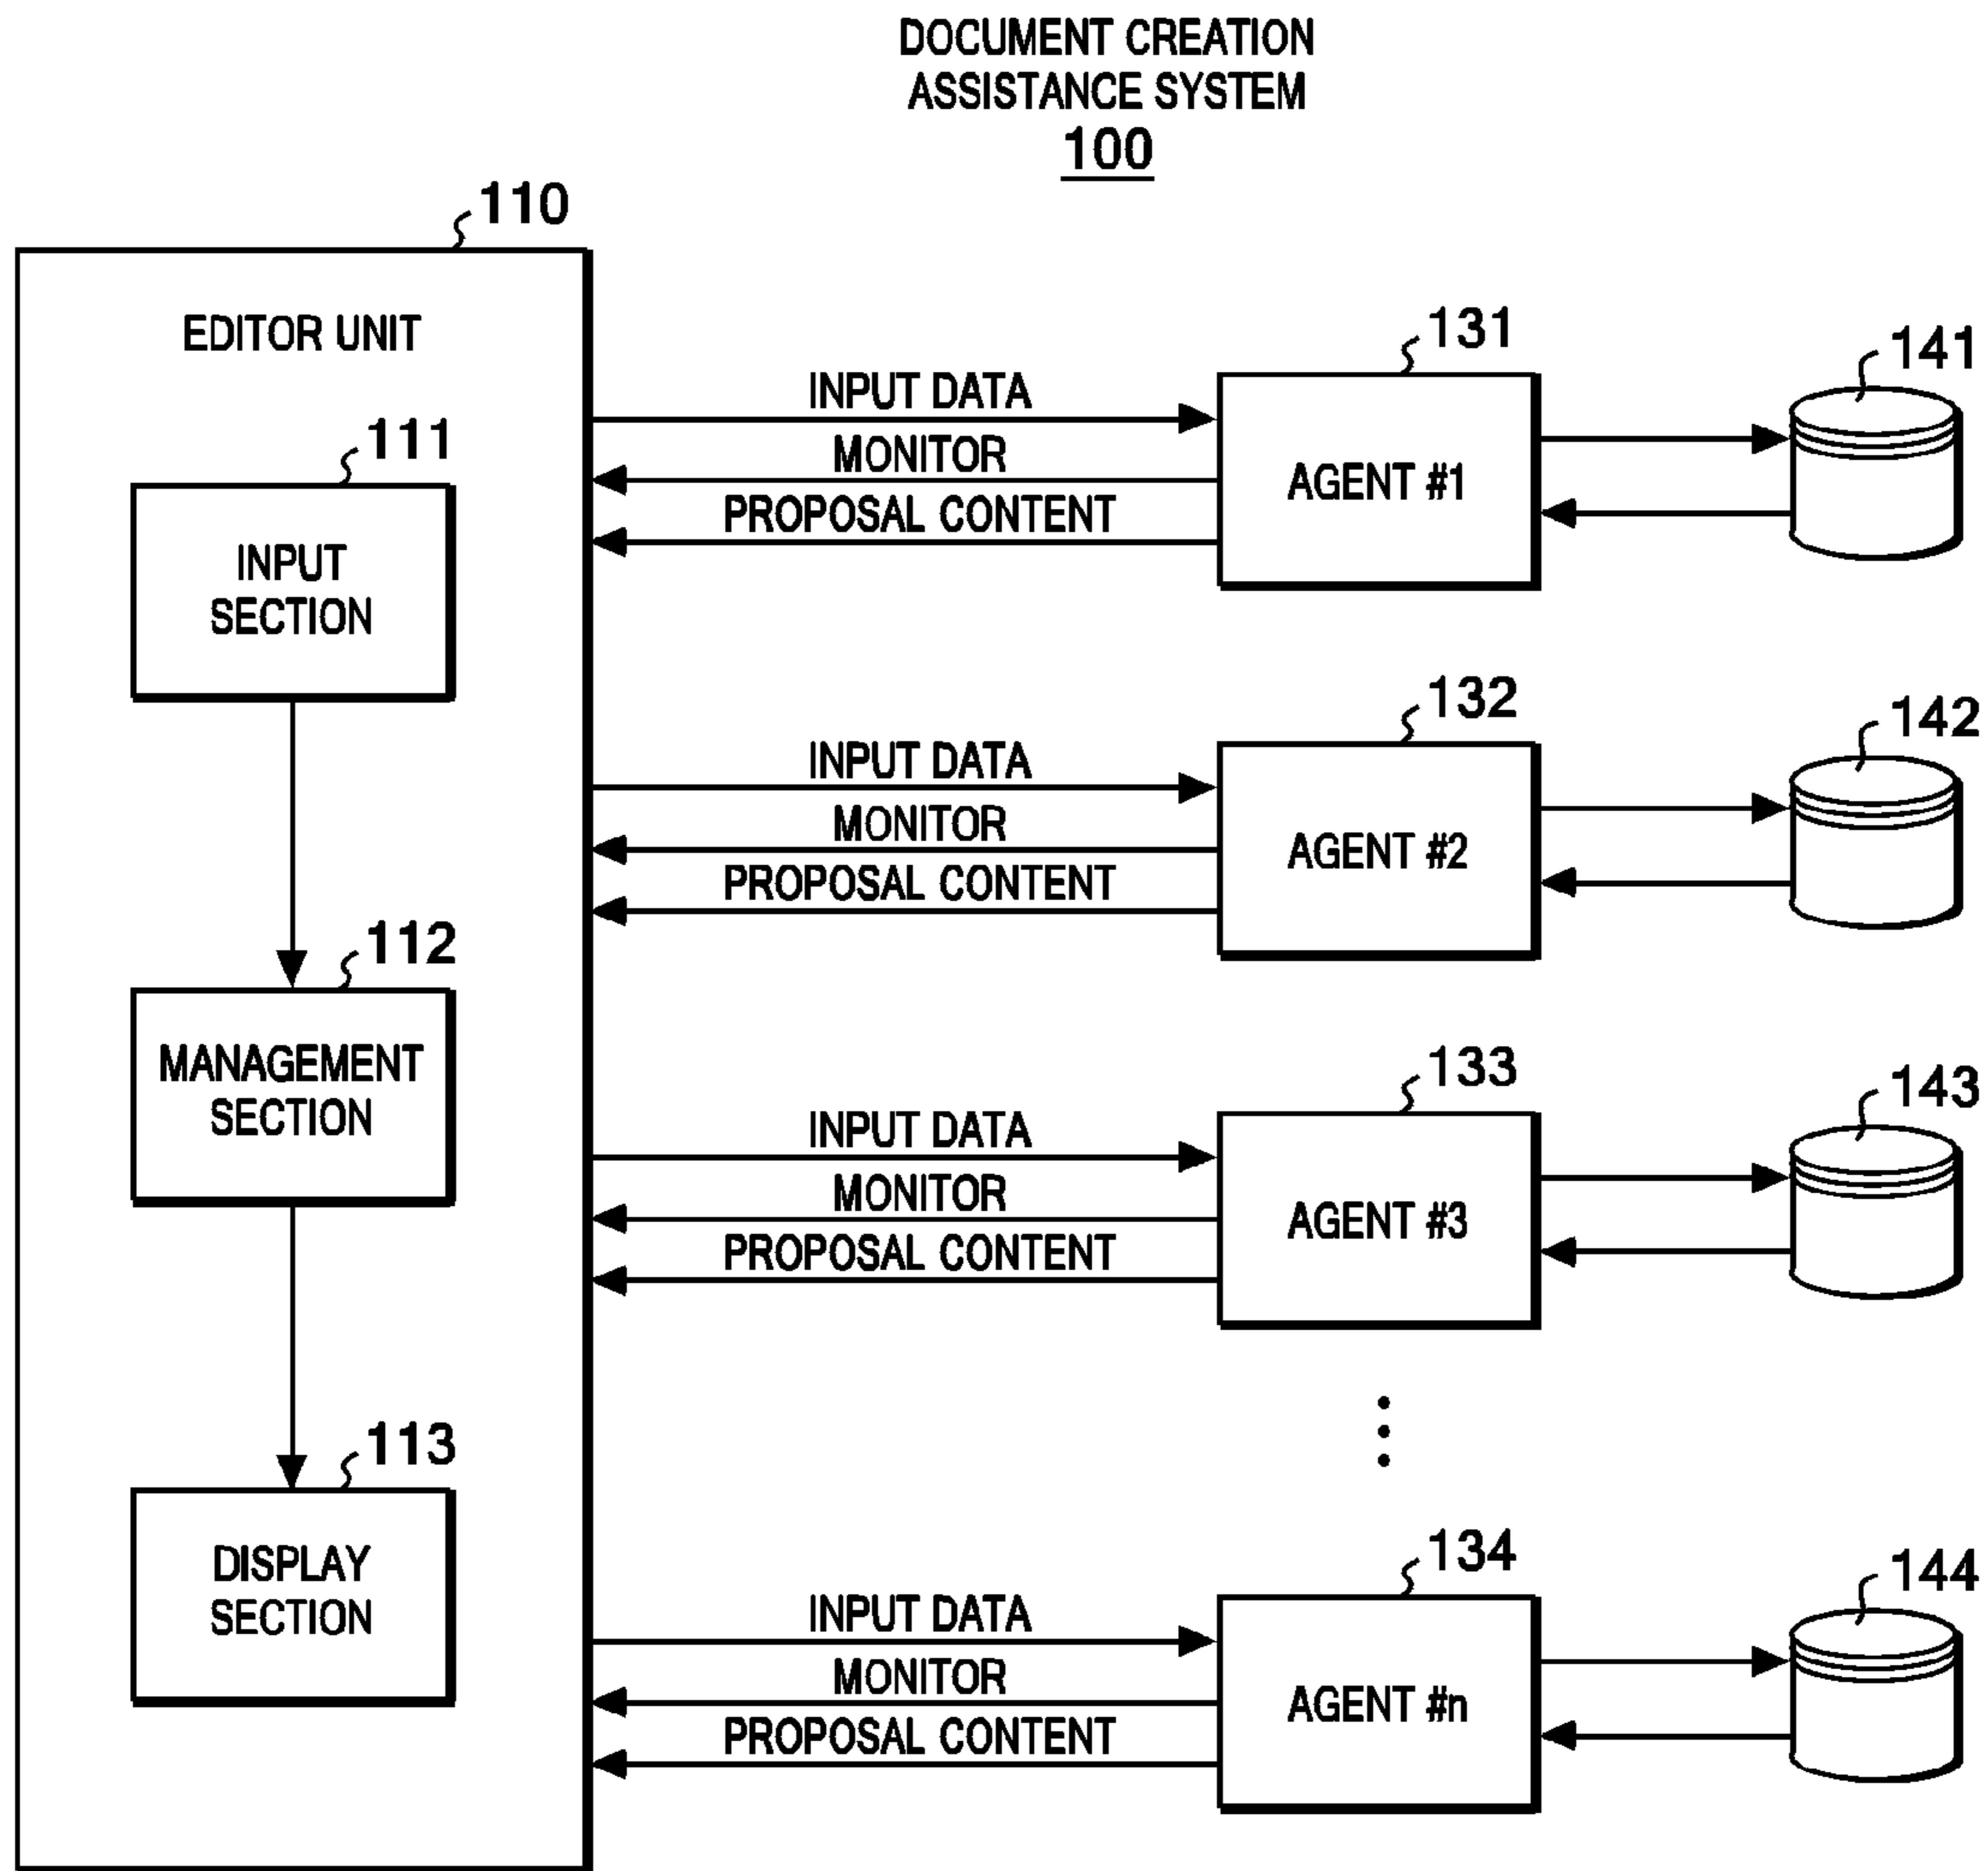 DOCUMENT CREATION
ASSISTANCE SYSTEM
100
110
EDITOR UNIT
111
INPUT
SECTION
112
MANAGEMENT
SECTION
113
DISPLAY
SECTION
INPUT DATA
MONITOR
PROPOSAL CONTENT
131
AGENT #1
141
INPUT DATA
MONITOR
PROPOSAL CONTENT
132
AGENT #2
142
INPUT DATA
MONITOR
PROPOSAL CONTENT
133
AGENT #3
143
INPUT DATA
MONITOR
PROPOSAL CONTENT
134
AGENT #n
144